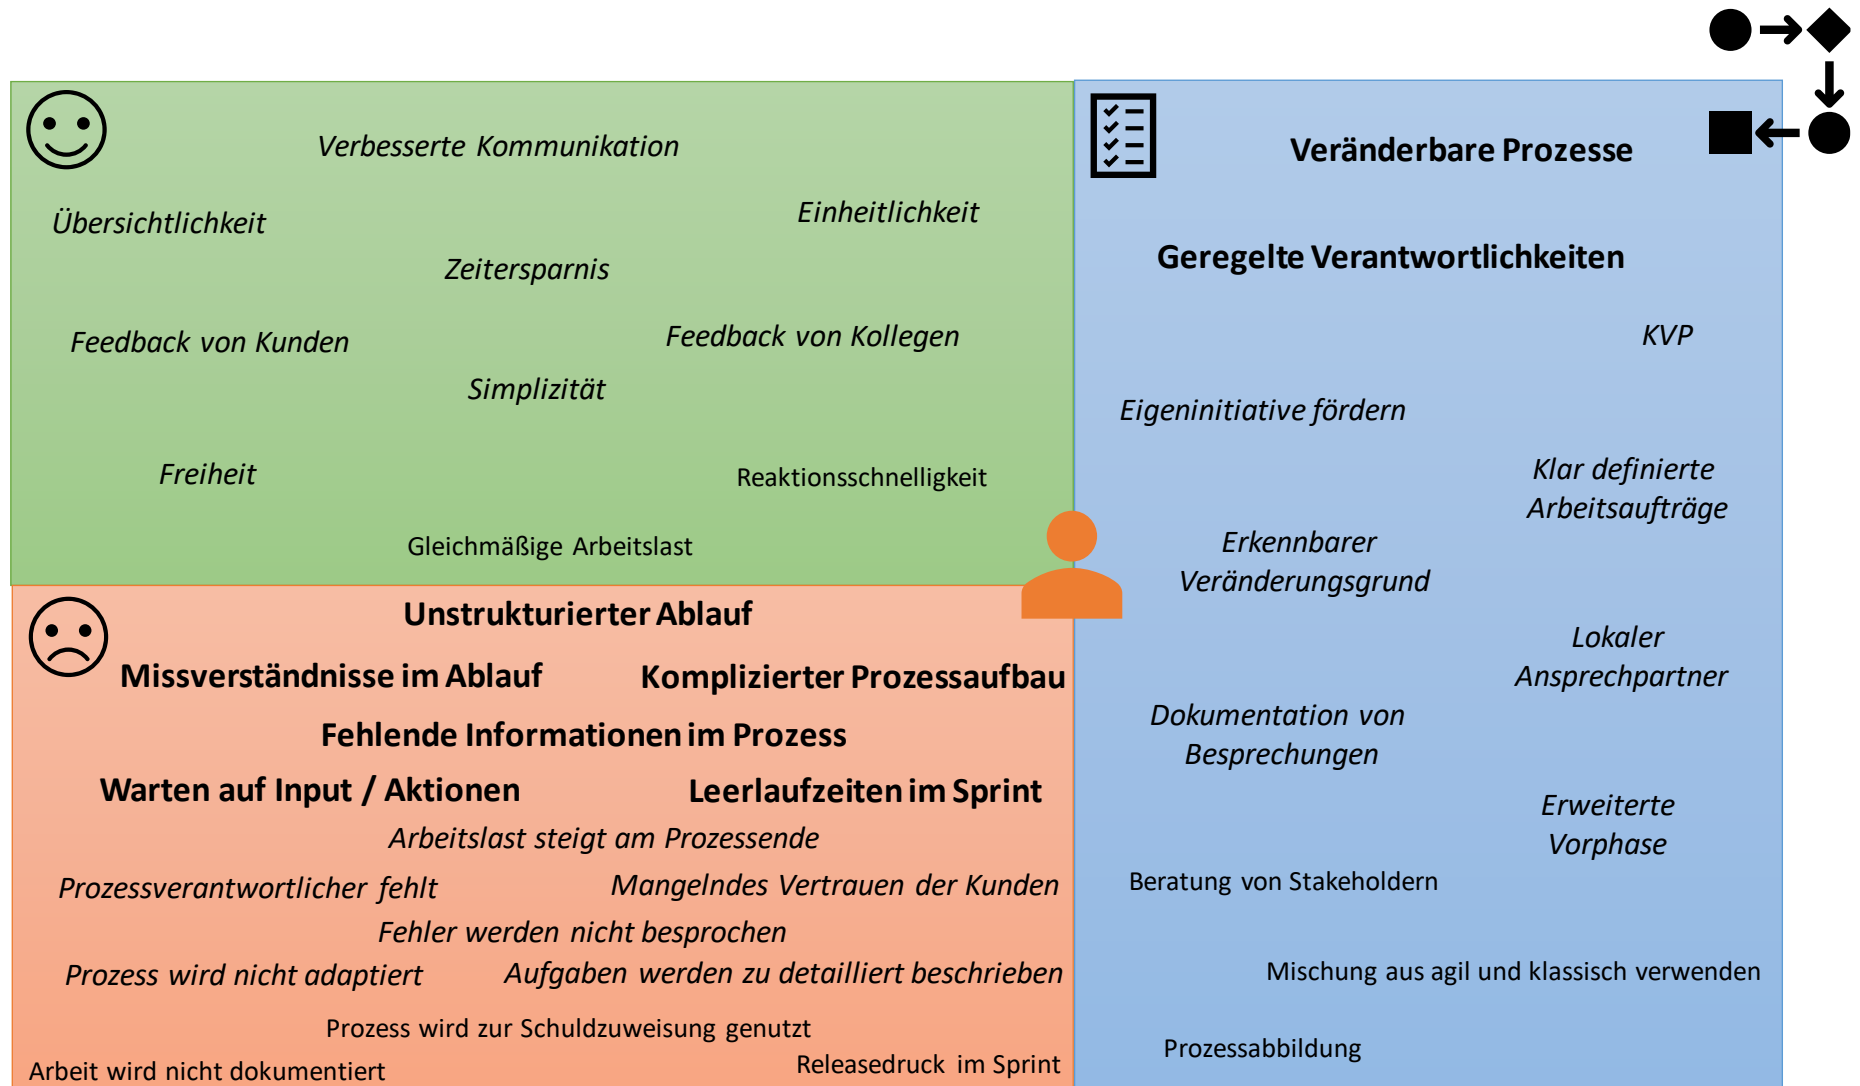 Verbesserte Kommunikation
Übersichtlichkeit
Einheitlichkeit
Zeitersparnis
Feedback von Kunden
Feedback von Kollegen
Simplizität
Freiheit
Reaktionsschnelligkeit
Gleichmäßige Arbeitslast
Unstrukturierter Ablauf
Missverständnisse im Ablauf
Komplizierter Prozessaufbau
Fehlende Informationen im Prozess
Warten auf Input / Aktionen
Leerlaufzeiten im Sprint
Arbeitslast steigt am Prozessende
Prozessverantwortlicher fehlt
Mangelndes Vertrauen der Kunden
Fehler werden nicht besprochen
Prozess wird nicht adaptiert
Aufgaben werden zu detailliert beschrieben
Prozess wird zur Schuldzuweisung genutzt
Arbeit wird nicht dokumentiert
Releasedruck im Sprint
Veränderbare Prozesse
Geregelte Verantwortlichkeiten
KVP
Eigeninitiative fördern
Klar definierte
Arbeitsaufträge
Erkennbarer
Veränderungsgrund
Lokaler
Ansprechpartner
Dokumentation von
Besprechungen
Erweiterte
Vorphase
Beratung von Stakeholdern
Mischung aus agil und klassisch verwenden
Prozessabbildung